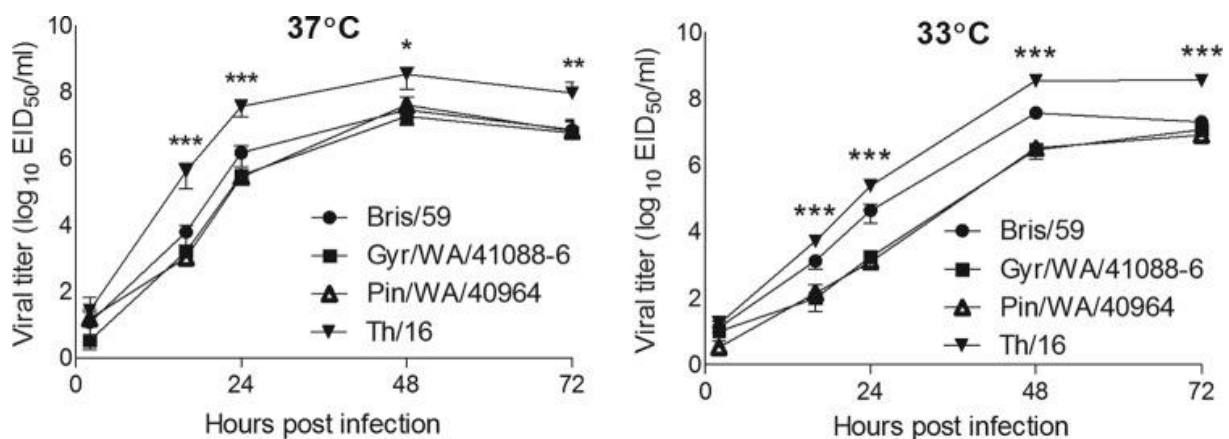 37°C
10
8
6
4
2
0
Viral titer (log10 EID50/ml)
***
***
*
**
Bris/59
Gyr/WA/41088-6
Pin/WA/40964
Th/16
0
24
48
72
Hours post infection
33°C
10
8
6
4
2
0
Viral titer (log10 EID50/ml)
***
***
***
***
Bris/59
Gyr/WA/41088-6
Pin/WA/40964
Th/16
0
24
48
72
Hours post infection